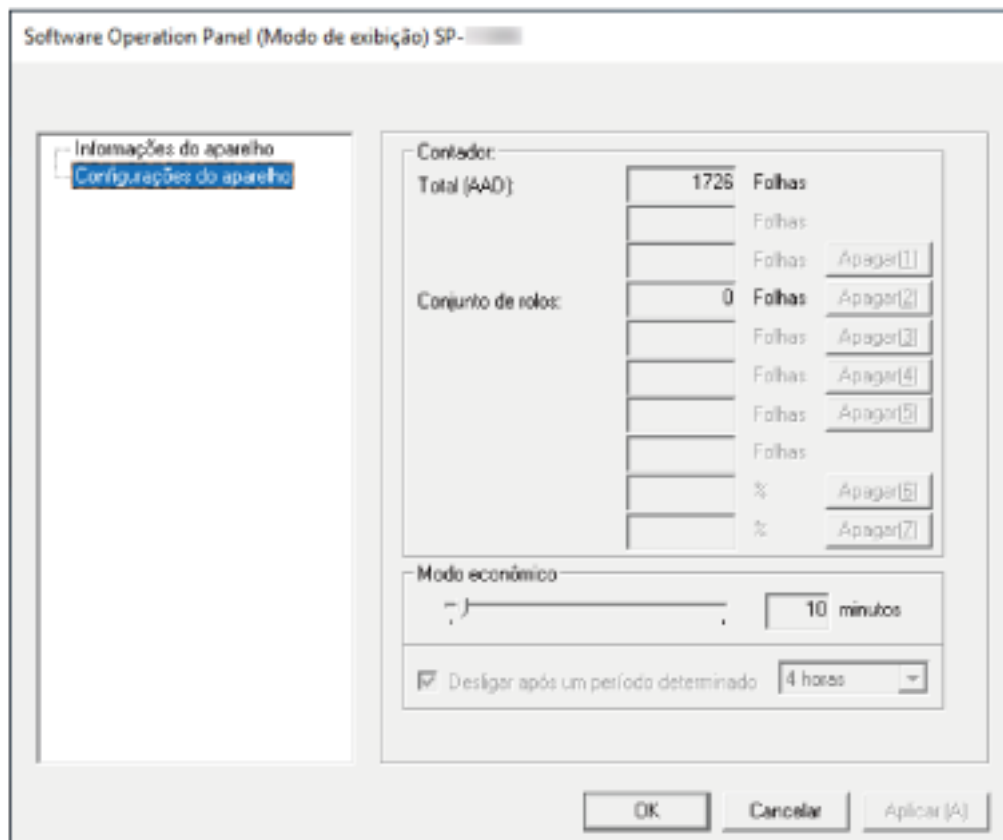 Software Operation Panel (Modo de exibição) SP-
Informações do aparelho
Configurações do aparelho
Contador:
Total (AAD): 1726 Folhas
Folhas
Folhas Apagar(1)
Conjunto de rolos: 0 Folhas Apagar(2)
Folhas Apagar(3)
Folhas Apagar(4)
Folhas Apagar(5)
Folhas
% Apagar(6)
% Apagar(7)
Modo econômico
10 minutos
Desligar após um período determinado 4 horas
OK Cancelar Aplicar (A)